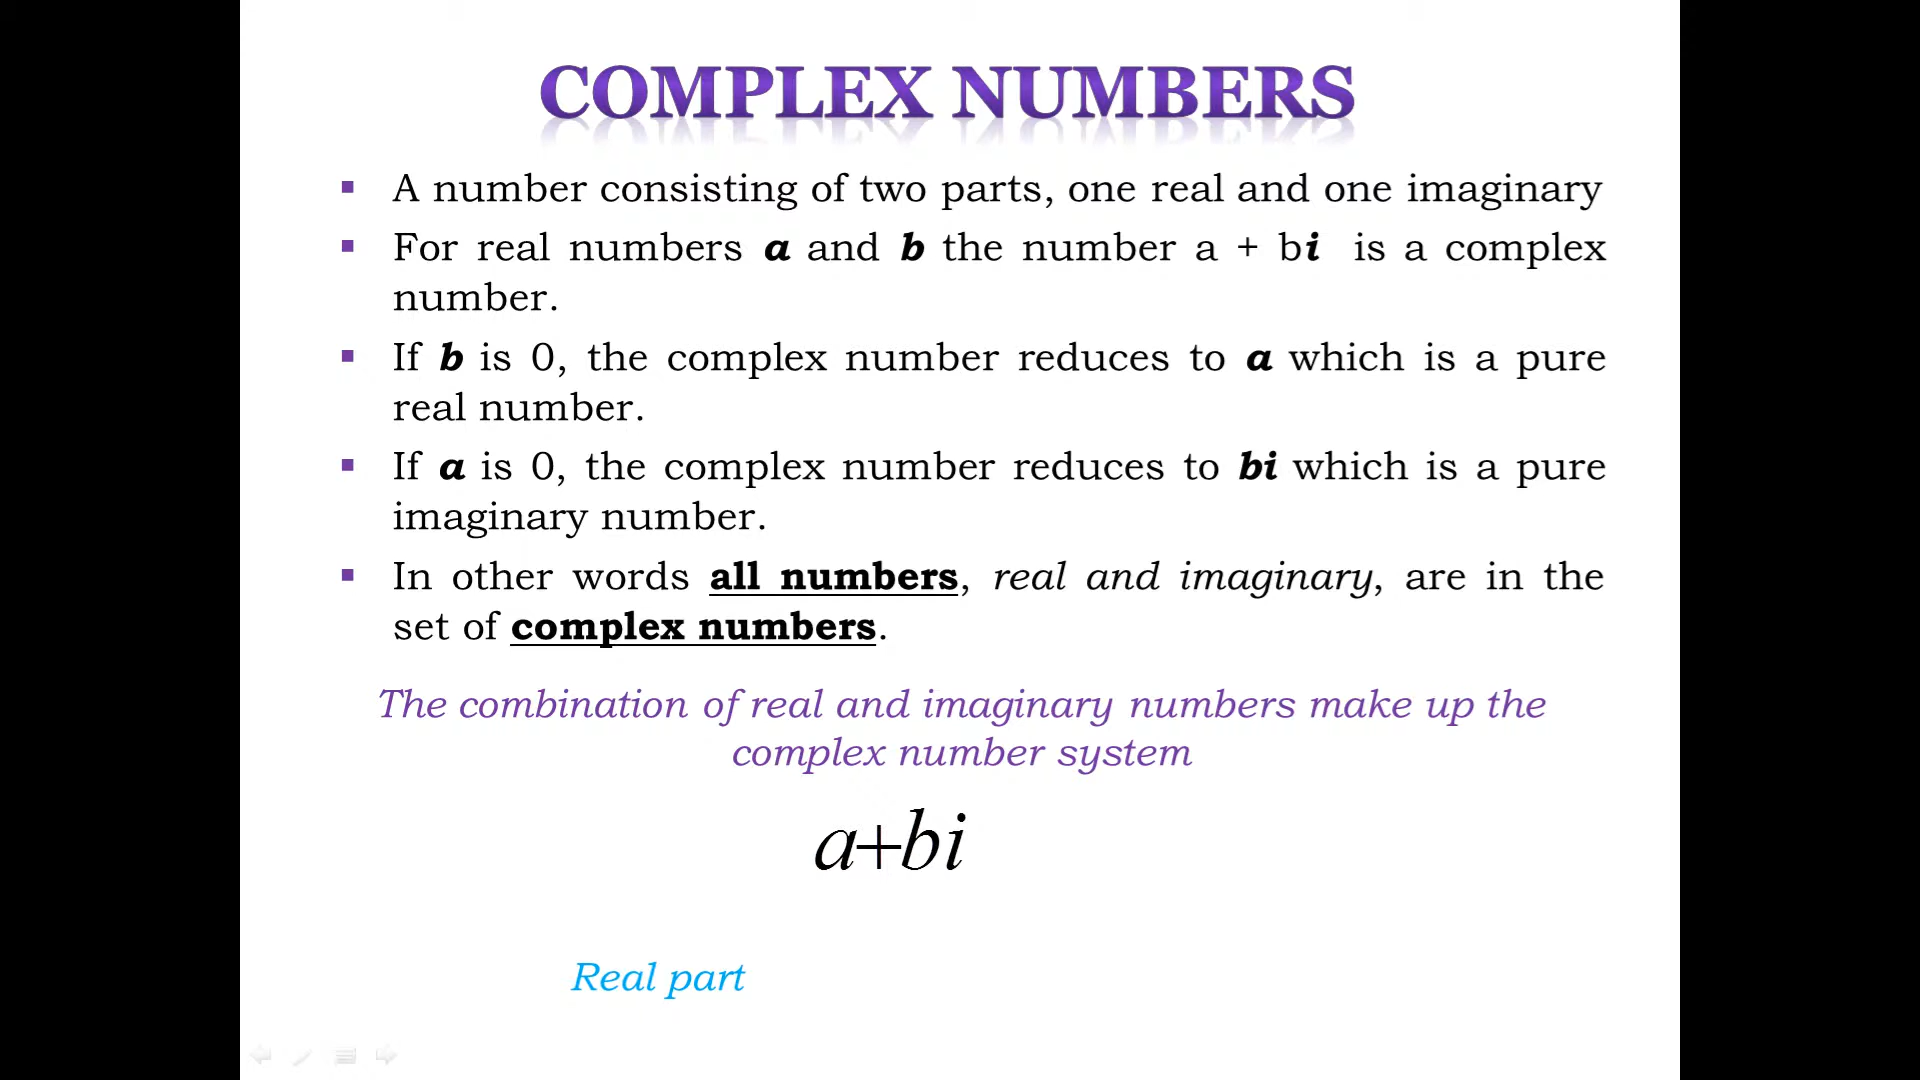 COMPLEX NUMBERS
▪ A number consisting of two parts, one real and one imaginary
▪ For real numbers a and b the number a + bi is a complex
number.
▪ If b is 0, the complex number reduces to a which is a pure
real number.
▪ If a is 0, the complex number reduces to bi which is a pure
imaginary number.
▪ In other words all numbers, real and imaginary, are in the
set of complex numbers.
The combination of real and imaginary numbers make up the
complex number system
a+bi
Real part